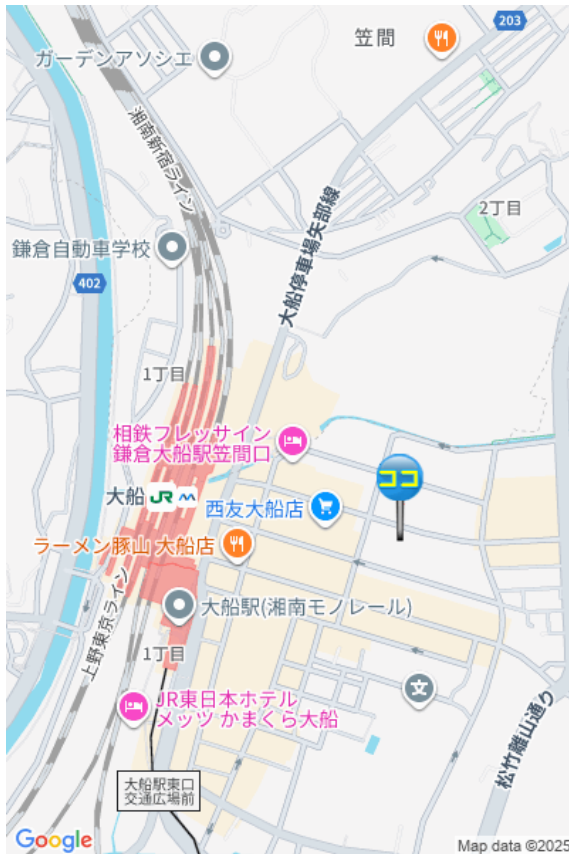 203
笠間
ガーデンアソシエ
湘南新宿ライン
2丁目
鎌倉自動車学校
大船停車場矢部線
402
1丁目
相鉄フレッサイン
鎌倉大船駅笠間口
ココ
大船 JR
西友大船店
ラーメン豚山 大船店
大船駅(湘南モノレール)
上野東京ライン
1丁目
文
JR東日本ホテル
メッツ かまくら大船
松竹離山通り
大船駅東口
交通広場前
Google
Map data ©2025